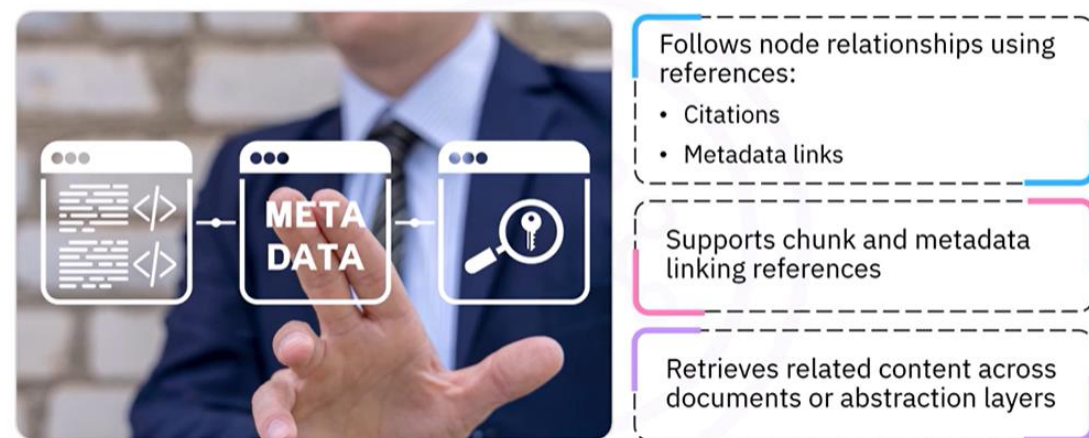 </>
</>
META
DATA
Follows node relationships using
references:
• Citations
• Metadata links
Supports chunk and metadata
linking references
Retrieves related content across
documents or abstraction layers